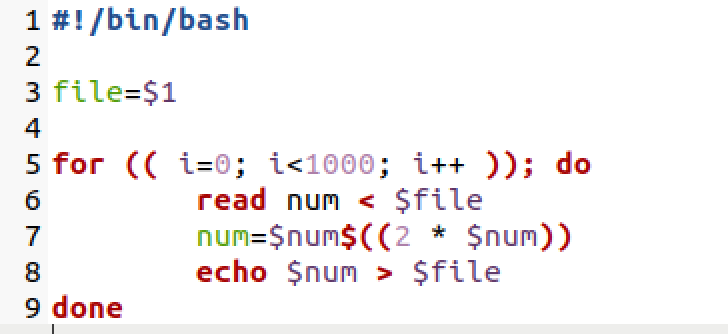 1 #!/bin/bash
2
3 file=$1
4
5 for (( i=0; i<1000; i++ )); do
6         read num < $file
7         num=$num$((2 * $num))
8         echo $num > $file
9 done